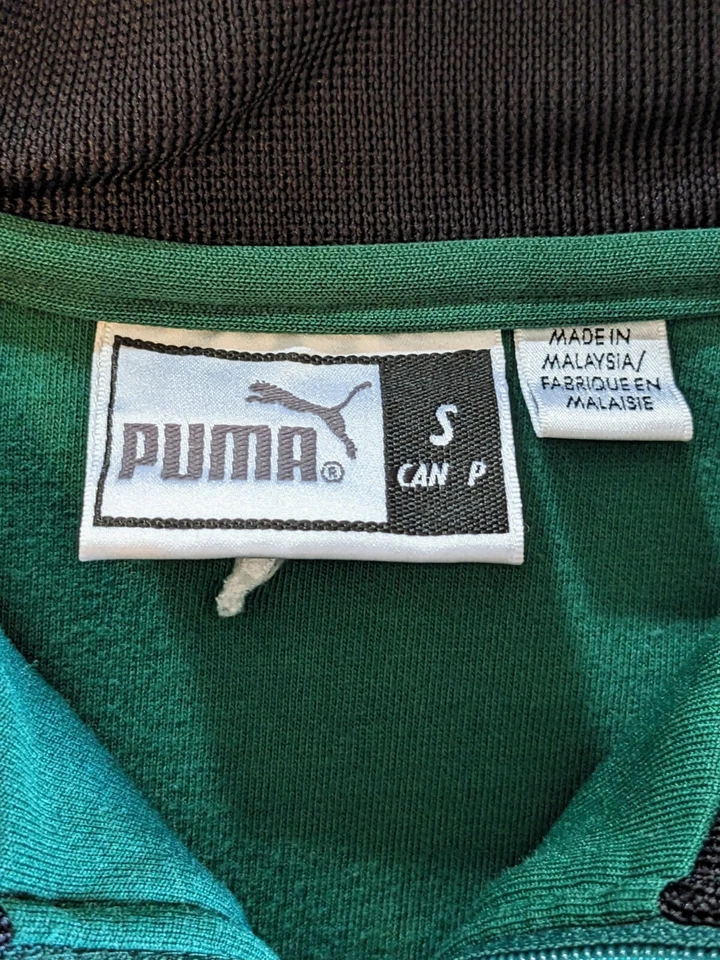 PUMA®
S
CAN P
MADE IN
MALAYSIA/
FABRIQUE EN
MALAISIE